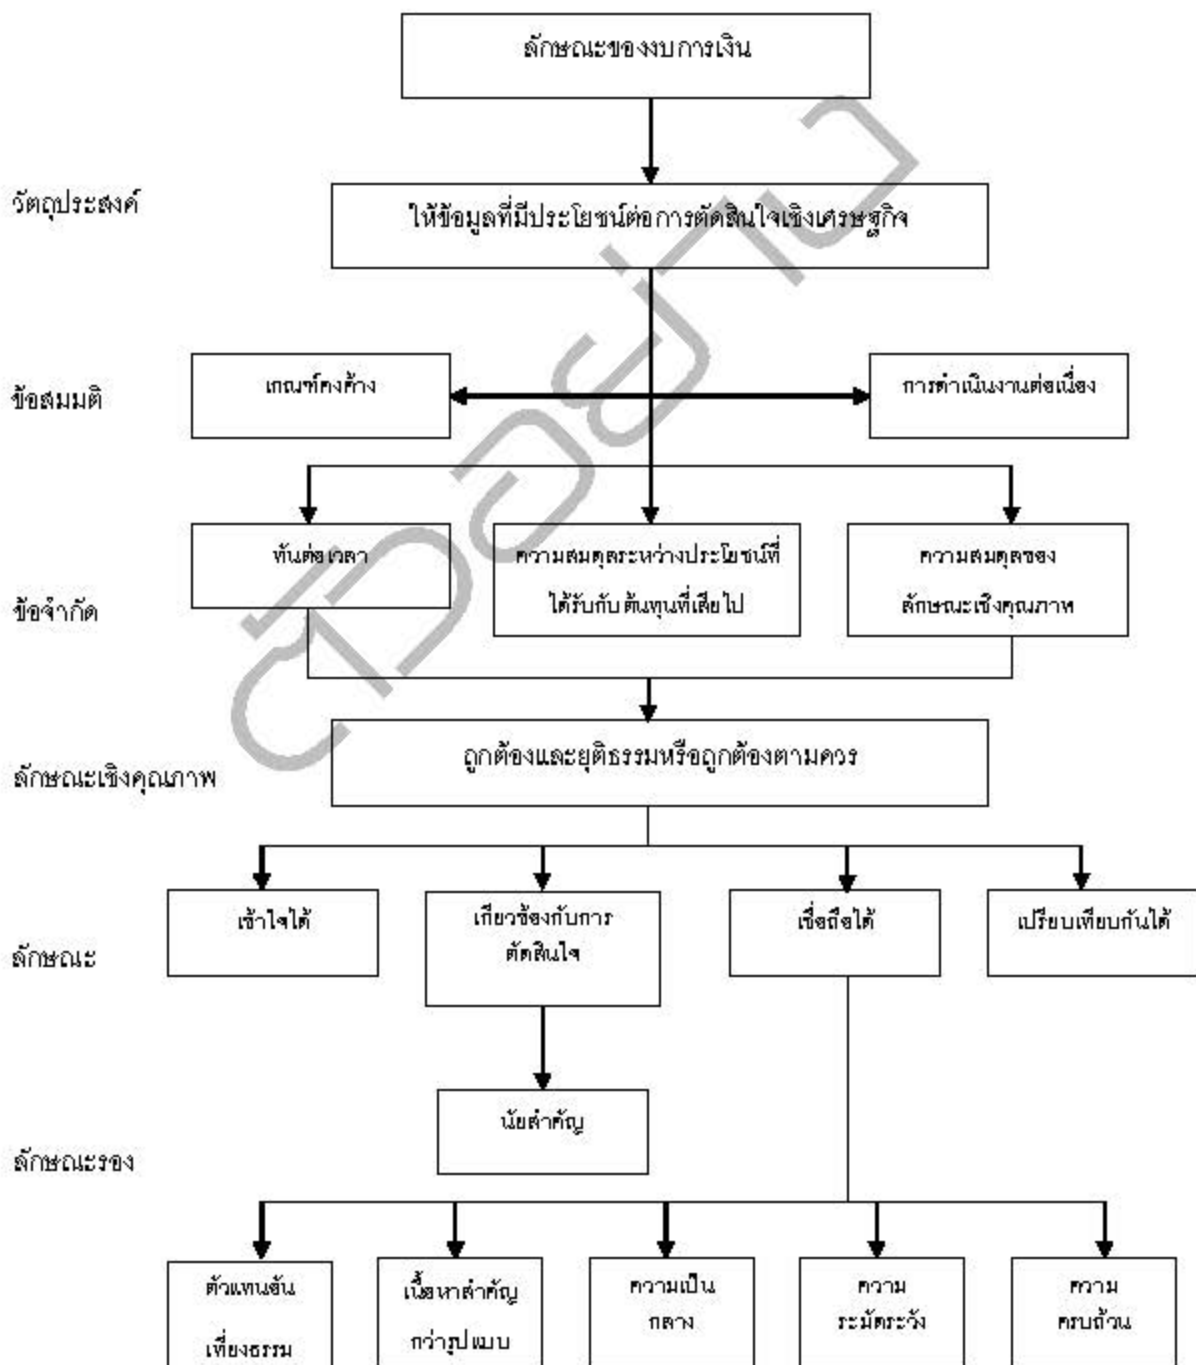 ลักษณะของงบการเงิน
วัตถุประสงค์
ให้ข้อมูลที่มีประโยชน์ต่อการตัดสินใจเชิงเศรษฐกิจ
ข้อสมมติ
เกณฑ์คงค้าง
การดำเนินงานต่อเนื่อง
ข้อจำกัด
ทันต่อเวลา
ความสมดุลระหว่างประโยชน์ที่
ได้รับกับต้นทุนที่เสียไป
ความสมดุลของ
ลักษณะเชิงคุณภาพ
ลักษณะเชิงคุณภาพ
ถูกต้องและยุติธรรมหรือถูกต้องตามควร
ลักษณะ
เข้าใจได้
เกี่ยวข้องกับการ
ตัดสินใจ
เชื่อถือได้
เปรียบเทียบกันได้
ลักษณะรอง
นัยสำคัญ
ตัวแทนอัน
เที่ยงธรรม
เนื้อหาสำคัญ
กว่ารูปแบบ
ความเป็น
กลาง
ความ
ระมัดระวัง
ความ
ครบถ้วน
ตัวอย่าง